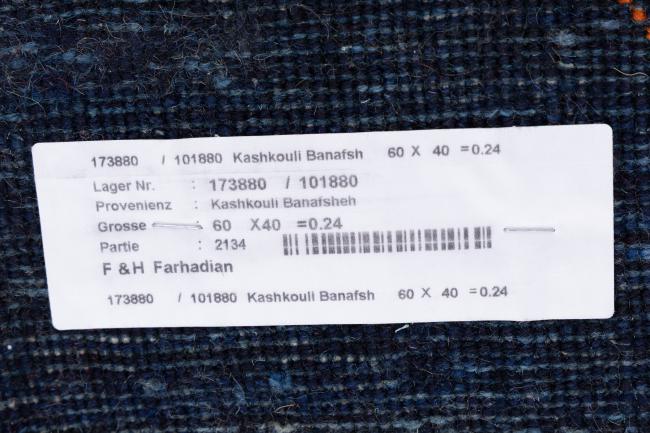 173880 / 101880 Kashkouli Banafsh 60 X 40 =0.24
Lager Nr. : 173880 / 101880
Provenienz : Kashkouli Banafsheh
Grosse : 60 X40 =0.24
Partie : 2134
F &H Farhadian
173880 / 101880 Kashkouli Banafsh 60 X 40 =0.24